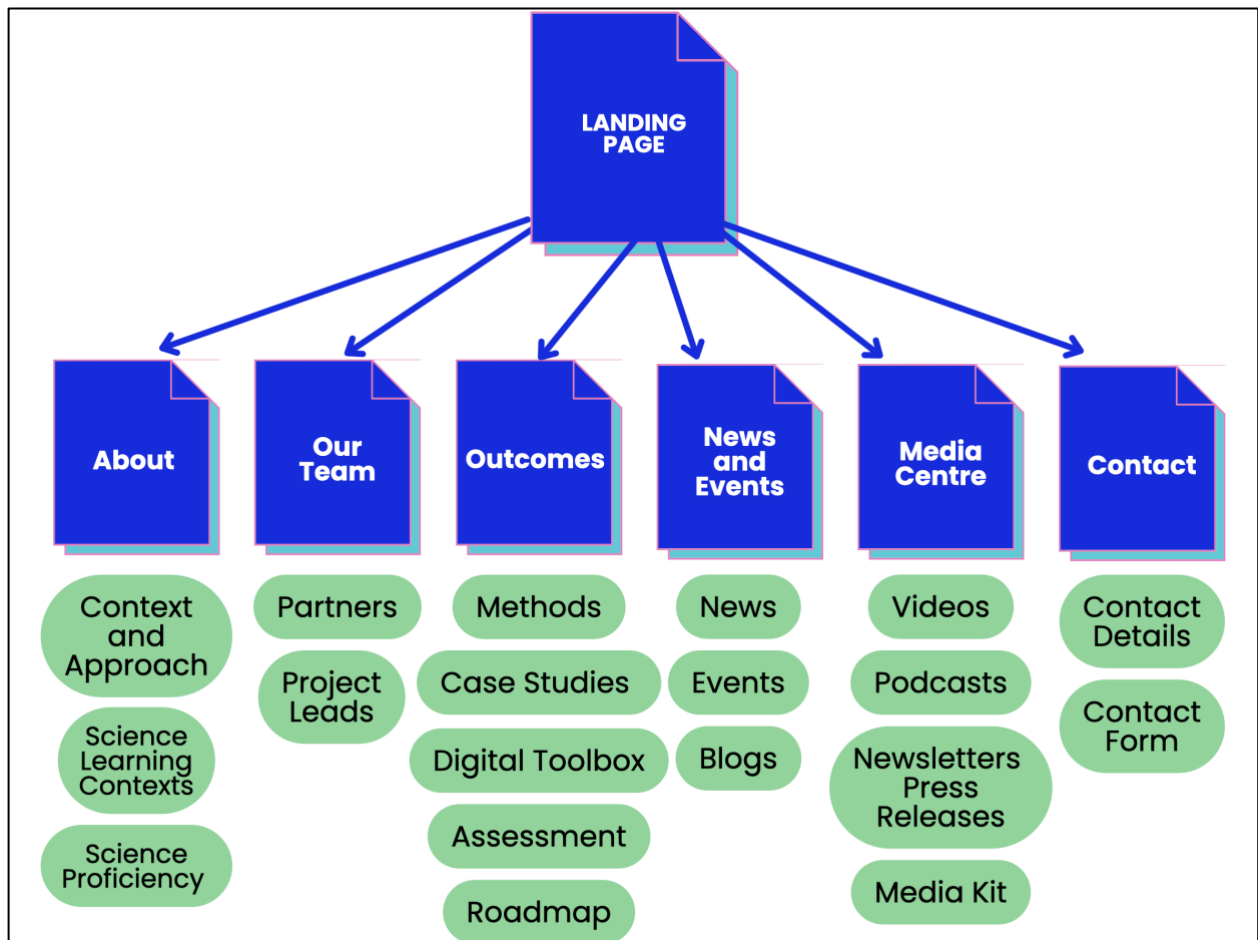 LANDING
PAGE
About
Our
Team
Outcomes
News
and
Events
Media
Centre
Contact
Context
and
Approach
Science
Learning
Contexts
Science
Proficiency
Partners
Project
Leads
Methods
Case Studies
Digital Toolbox
Assessment
Roadmap
News
Events
Blogs
Videos
Podcasts
Newsletters
Press
Releases
Media Kit
Contact
Details
Contact
Form